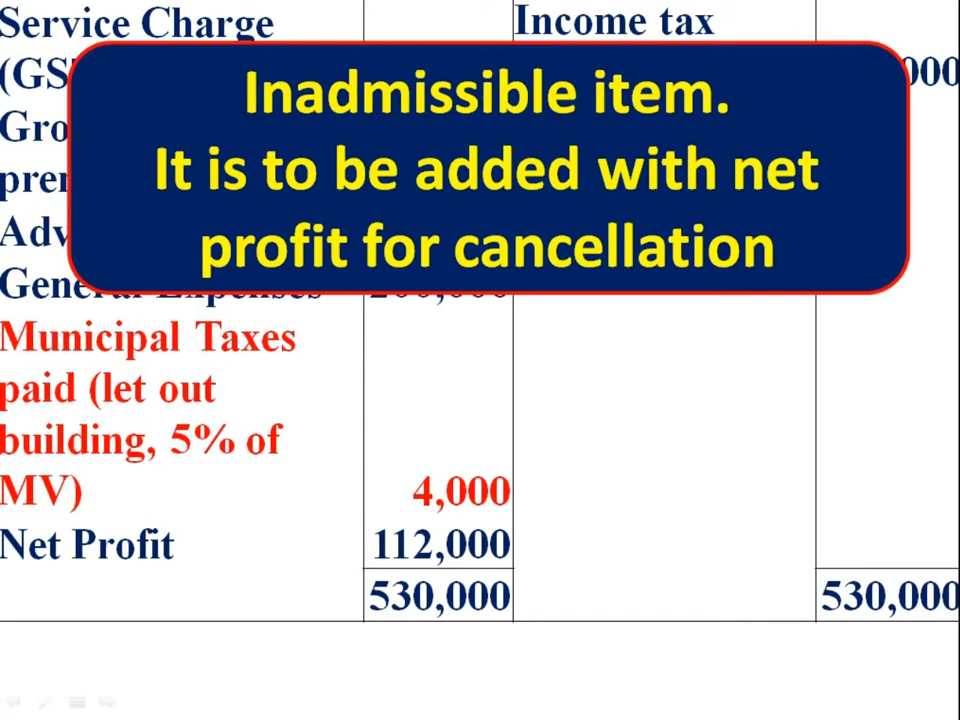 Service Charge
Income tax
(GS
000
Inadmissible item.
It is to be added with net
profit for cancellation
Gro
pre
Adv
General Expenses
Municipal Taxes
paid (let out
building, 5% of
MV) 4,000
Net Profit 112,000
530,000 530,000